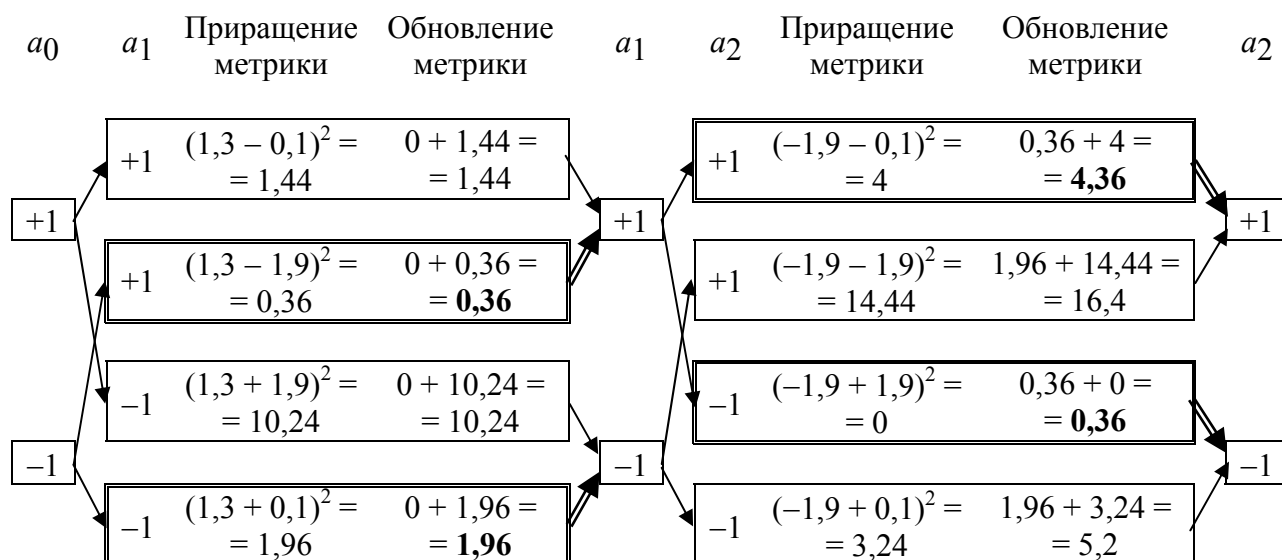 a0 a1 Приращение метрики Обновление метрики a1 a2 Приращение метрики Обновление метрики a2
+1 (1,3 – 0,1)² = 0 + 1,44 = +1 (–1,9 – 0,1)² = 0,36 + 4 =
= 1,44 = 1,44 = 4 = 4,36
+1 +1 +1
+1 (1,3 – 1,9)² = 0 + 0,36 = +1 (–1,9 – 1,9)² = 1,96 + 14,44 =
= 0,36 = 0,36 = 14,44 = 16,4
–1 (1,3 + 1,9)² = 0 + 10,24 = –1 (–1,9 + 1,9)² = 0,36 + 0 =
= 10,24 = 10,24 = 0 = 0,36
–1 –1 –1
–1 (1,3 + 0,1)² = 0 + 1,96 = –1 (–1,9 + 0,1)² = 1,96 + 3,24 =
= 1,96 = 1,96 = 3,24 = 5,2